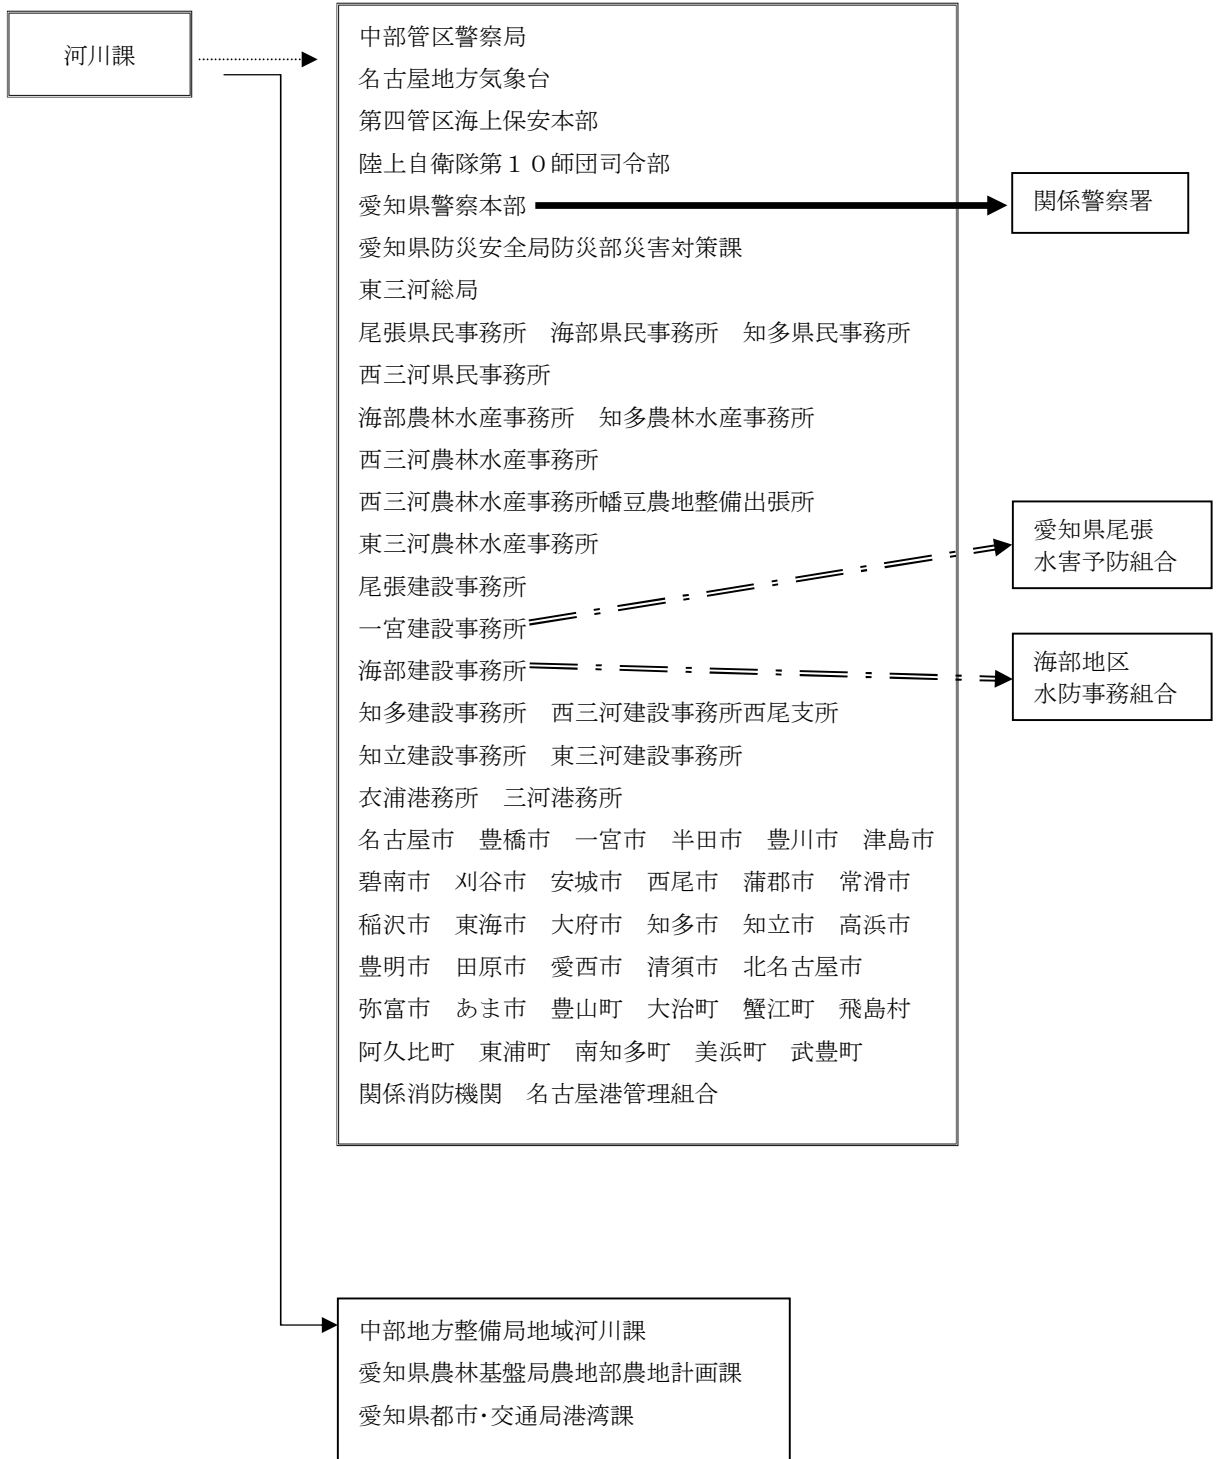 河川課
中部管区警察局
名古屋地方気象台
第四管区海上保安本部
陸上自衛隊第１０師団司令部
愛知県警察本部
関係警察署
愛知県防災安全局防災部災害対策課
東三河総局
尾張県民事務所　海部県民事務所　知多県民事務所
西三河県民事務所
海部農林水産事務所　知多農林水産事務所
西三河農林水産事務所
西三河農林水産事務所幡豆農地整備出張所
東三河農林水産事務所
尾張建設事務所
一宮建設事務所
愛知県尾張
水害予防組合
海部建設事務所
海部地区
水防事務組合
知多建設事務所　西三河建設事務所西尾支所
知立建設事務所　東三河建設事務所
衣浦港務所　三河港務所
名古屋市　豊橋市　一宮市　半田市　豊川市　津島市
碧南市　刈谷市　安城市　西尾市　蒲郡市　常滑市
稲沢市　東海市　大府市　知多市　知立市　高浜市
豊明市　田原市　愛西市　清須市　北名古屋市
弥富市　あま市　豊山町　大治町　蟹江町　飛島村
阿久比町　東浦町　南知多町　美浜町　武豊町
関係消防機関　名古屋港管理組合
中部地方整備局地域河川課
愛知県農林基盤局農地部農地計画課
愛知県都市・交通局港湾課